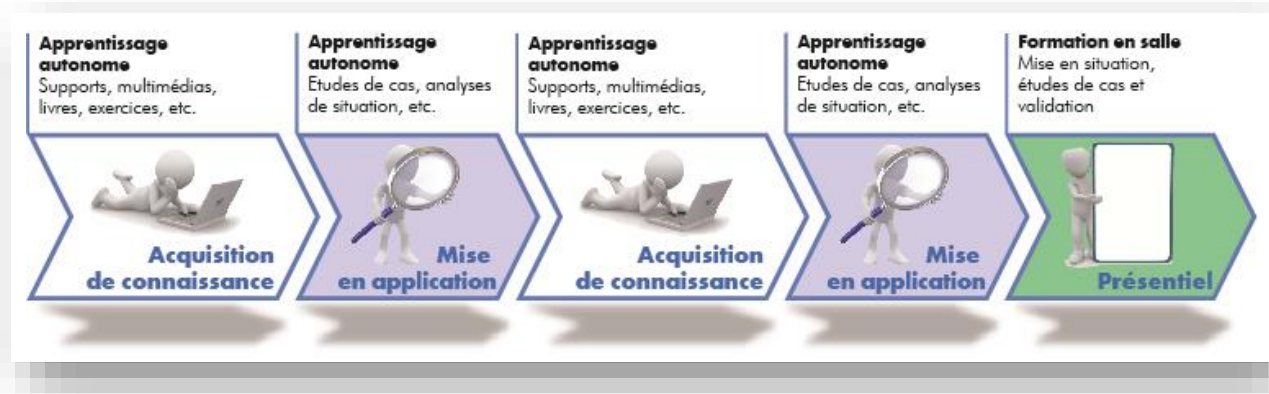 Apprentissage
autonome
Supports, multimédias,
livres, exercices, etc.
Acquisition
de connaissance
Apprentissage
autonome
Etudes de cas, analyses
de situation, etc.
Mise
en application
Apprentissage
autonome
Supports, multimédias,
livres, exercices, etc.
Acquisition
de connaissance
Apprentissage
autonome
Etudes de cas, analyses
de situation, etc.
Mise
en application
Formation en salle
Mise en situation,
études de cas et
validation
Présentiel